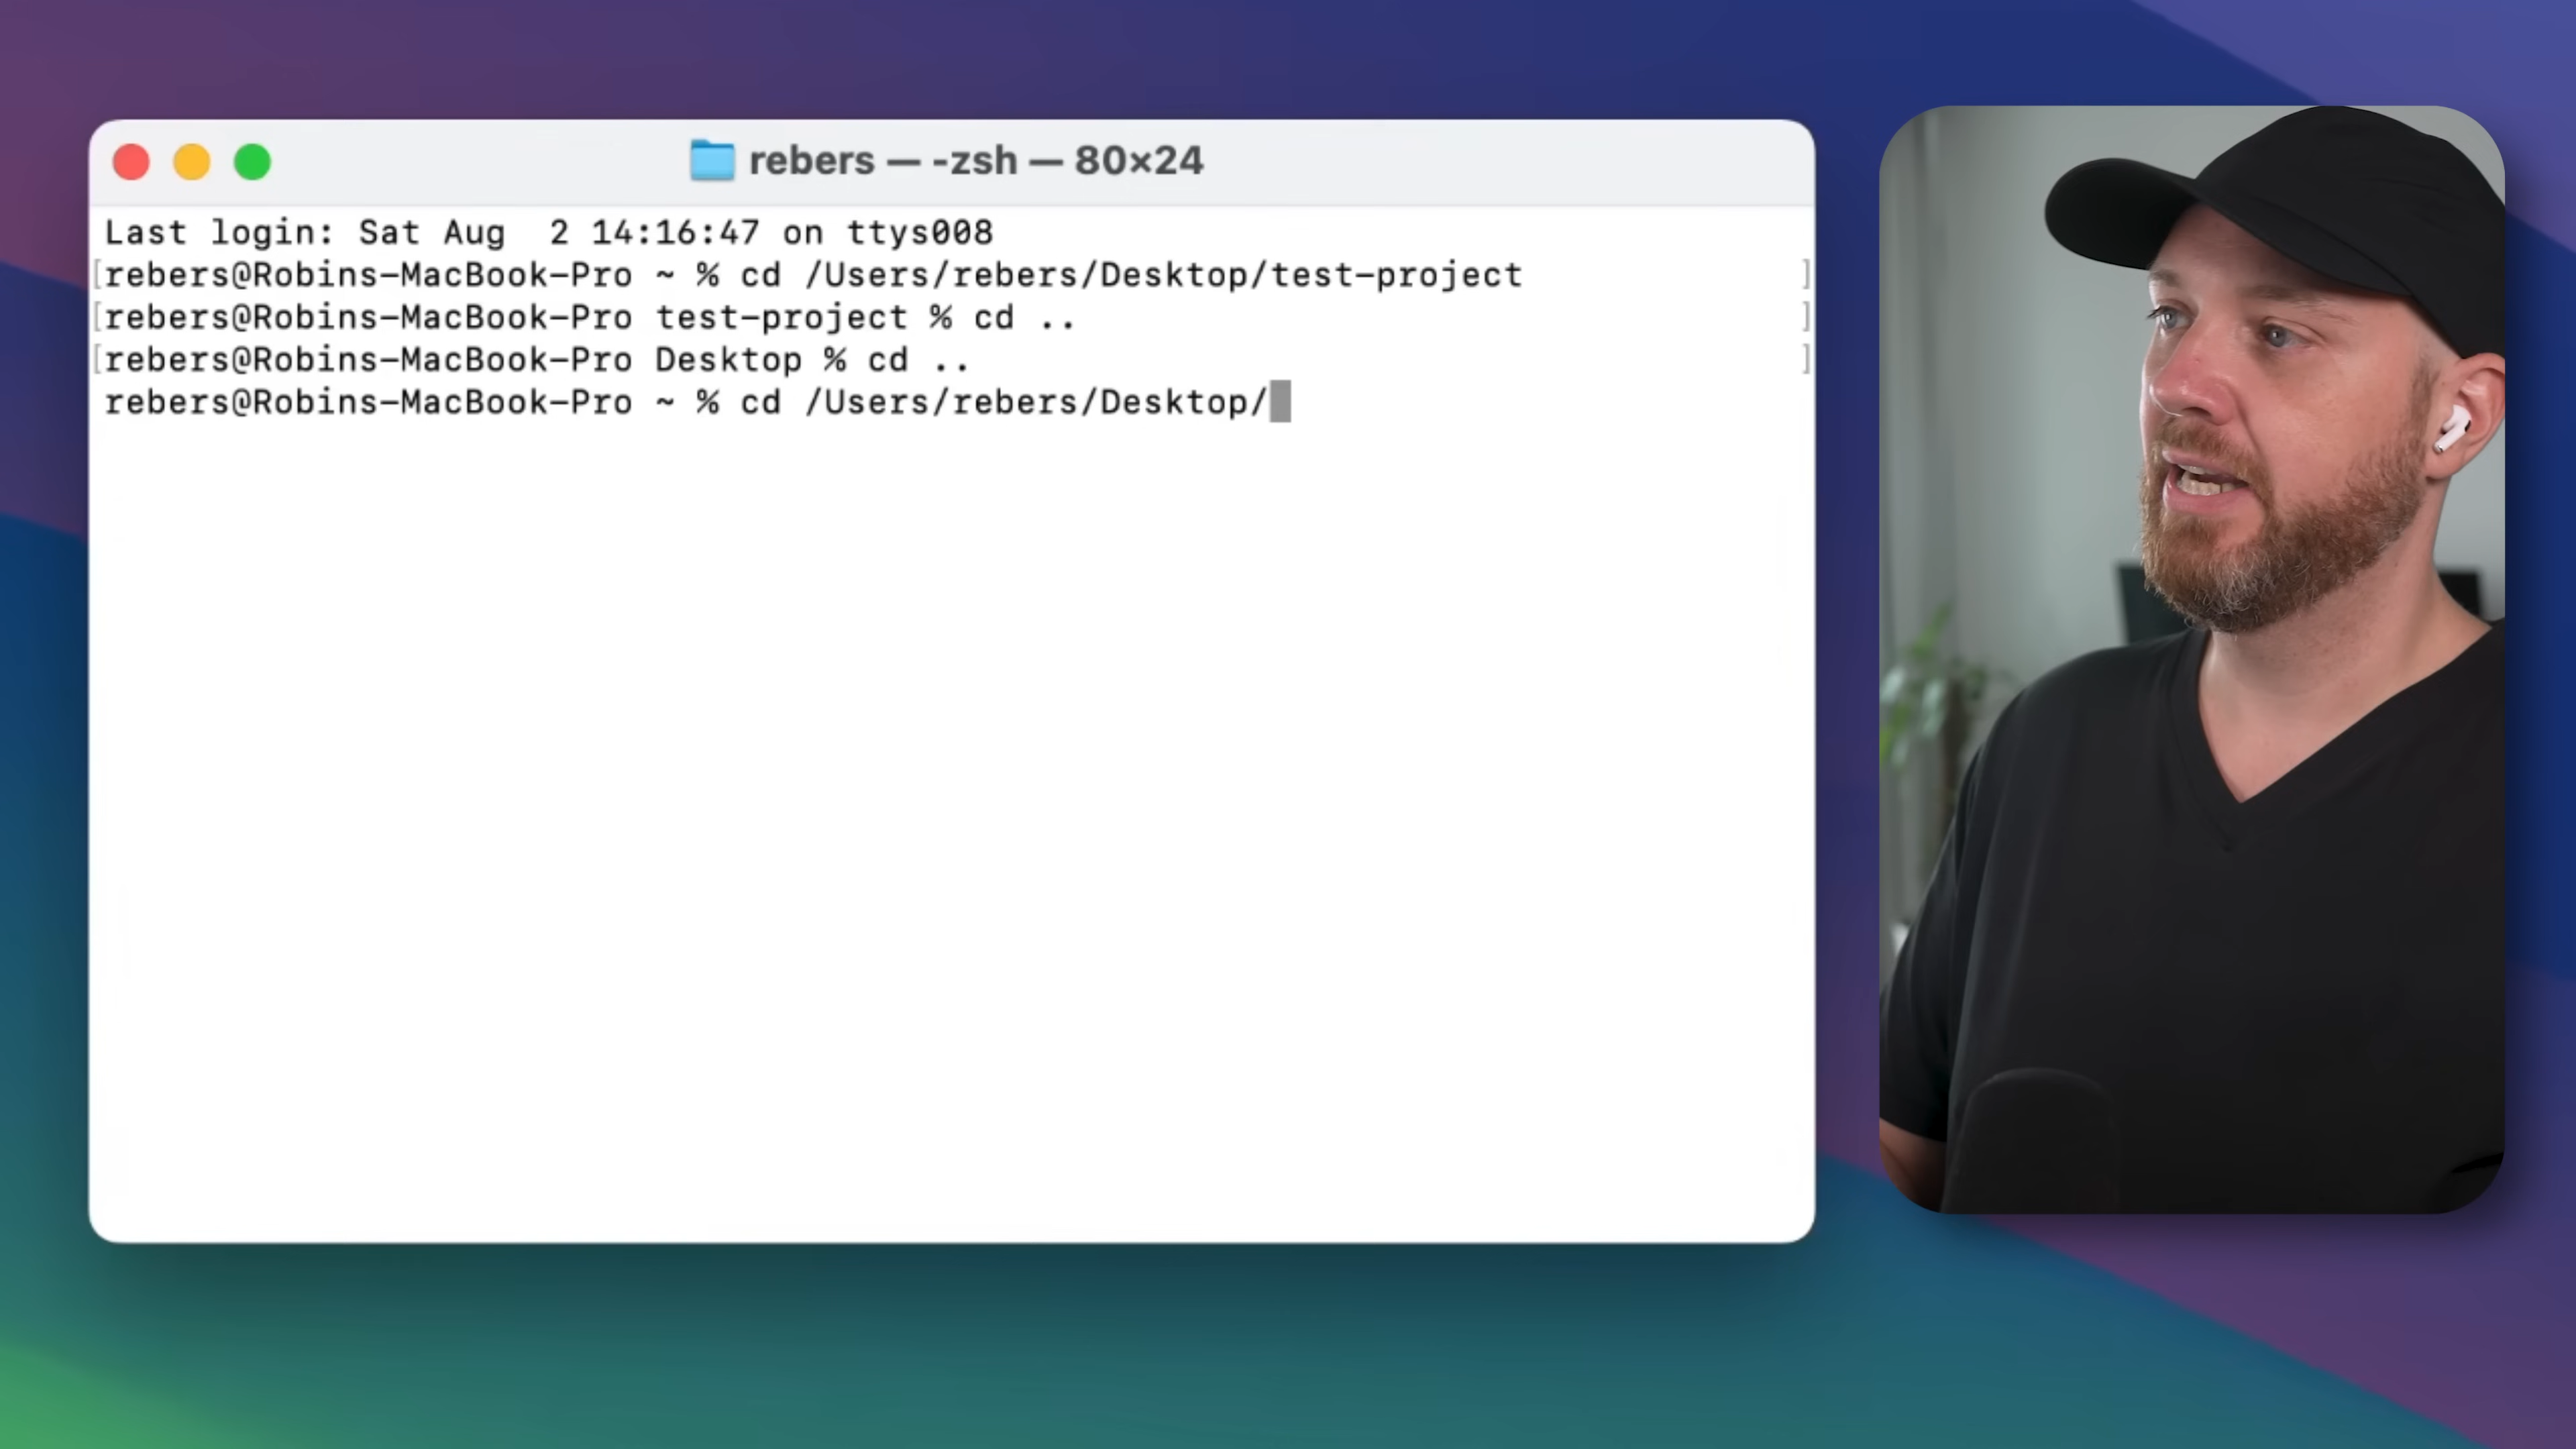 rebers — -zsh — 80×24
Last login: Sat Aug  2 14:16:47 on ttys008
[rebers@Robins-MacBook-Pro ~ % cd /Users/rebers/Desktop/test-project ]
[rebers@Robins-MacBook-Pro test-project % cd .. ]
[rebers@Robins-MacBook-Pro Desktop % cd .. ]
rebers@Robins-MacBook-Pro ~ % cd /Users/rebers/Desktop/